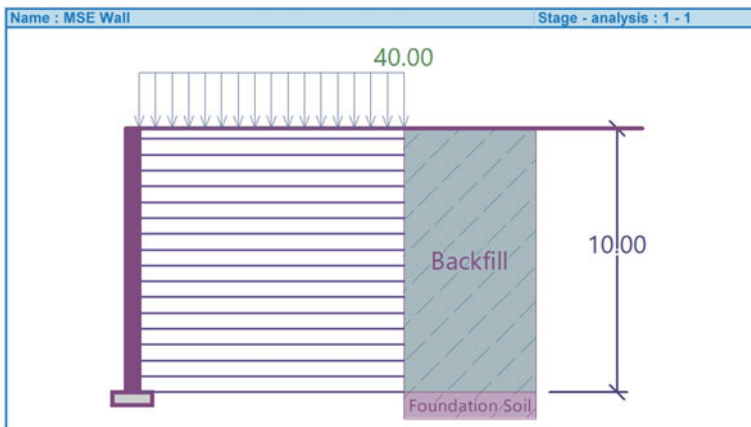 Name : MSE Wall
Stage - analysis : 1 - 1
40.00
10.00
Backfill
Foundation Soil